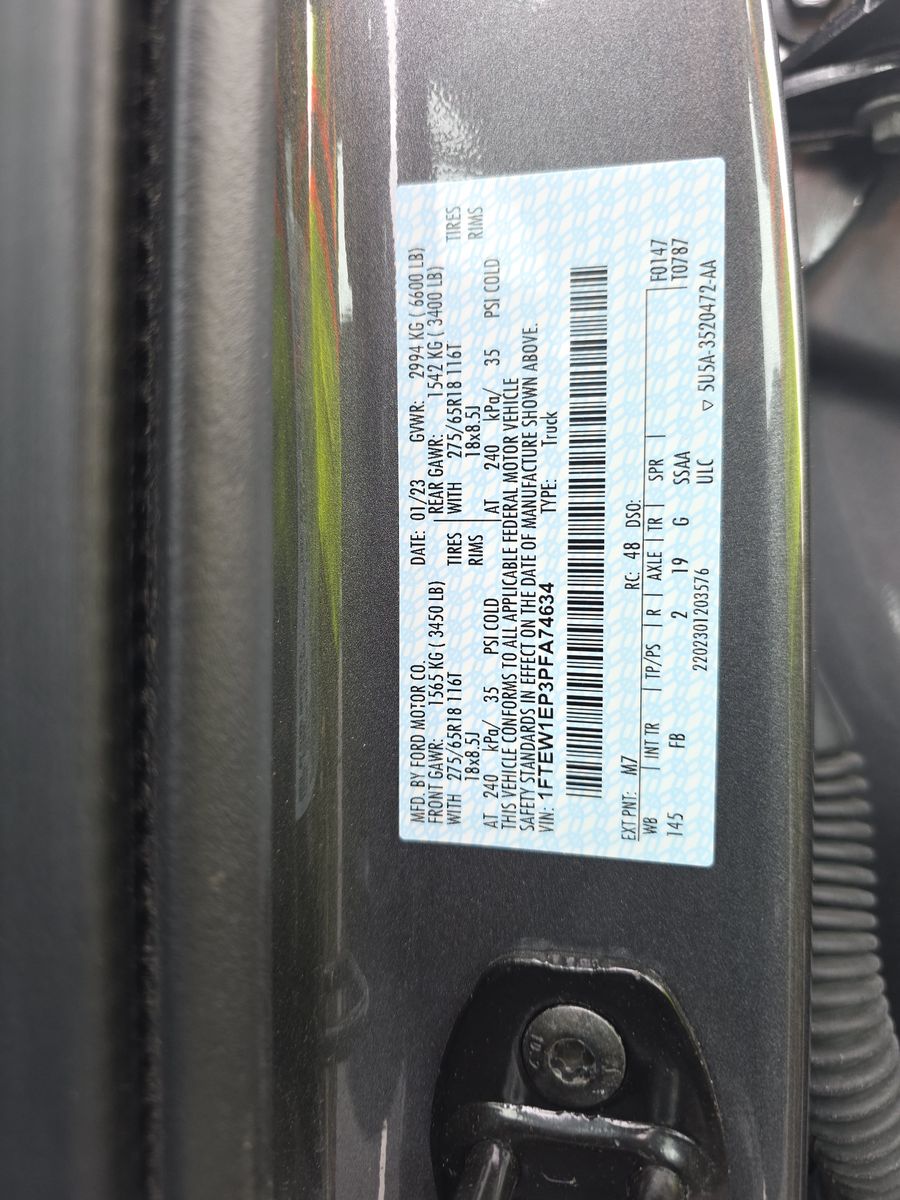 MFD. BY FORD MOTOR CO.
DATE: 01/23 GVWR: 2994 KG ( 6600 LB)
FRONT GAWR: 1565 KG ( 3450 LB)
REAR GAWR: 1542 KG ( 3400 LB)
WITH 275/65R18 116T TIRES
WITH 275/65R18 116T TIRES
18x8.5J RIMS
18x8.5J RIMS
AT 240 kPa/ 35 PSI COLD
AT 240 kPa/ 35 PSI COLD
THIS VEHICLE CONFORMS TO ALL APPLICABLE FEDERAL MOTOR VEHICLE
SAFETY STANDARDS IN EFFECT ON THE DATE OF MANUFACTURE SHOWN ABOVE.
VIN: 1FTEW1EP3PFA74634 TYPE: Truck
EXT PNT: M7 RC: 48 DSO:
WB INT TR TP/PS R AXLE TR SPR F0147
145 FB 2 19 G SSAA T0787
2202301203576 ULC ▽ 5U5A-3520472-AA